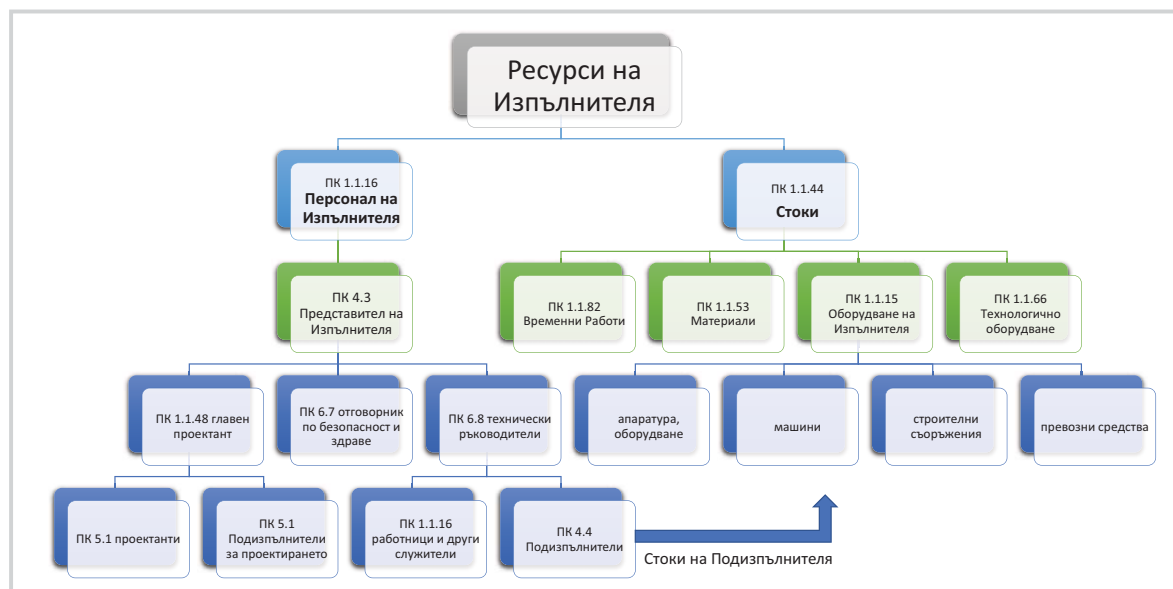 Ресурси на
Изпълнителя
ПК 1.1.16
Персонал на
Изпълнителя
ПК 1.1.44
Стоки
ПК 4.3
Представител на
Изпълнителя
ПК 1.1.82
Временни Работи
ПК 1.1.53
Материали
ПК 1.1.15
Оборудване на
Изпълнителя
ПК 1.1.66
Технологично
оборудване
ПК 1.1.48 главен
проектант
ПК 6.7 отговорник
по безопасност и
здраве
ПК 6.8 технически
ръководители
апаратура,
оборудване
машини
строителни
съоръжения
превозни средства
ПК 5.1 проектанти
ПК 5.1
Подизпълнители
за проектирането
ПК 1.1.16
работници и други
служители
ПК 4.4
Подизпълнители
Стоки на Подизпълнителя